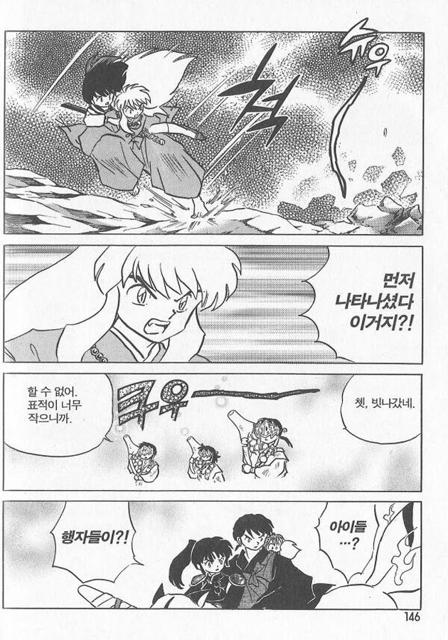 슈우
척
먼저
나타나셨다
이거지?!
쳇, 빗나갔네.
크우
할 수 없어.
표적이 너무
작으니까.
아이들
…?
행자들이?!
146